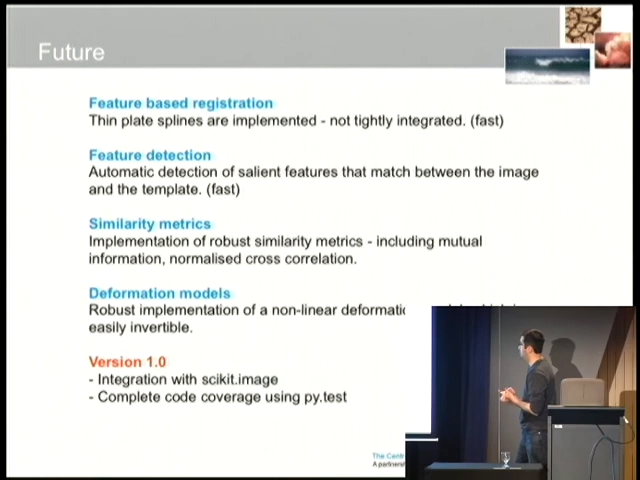 Future
Feature based registration
Thin plate splines are implemented - not tightly integrated. (fast)
Feature detection
Automatic detection of salient features that match between the image
and the template. (fast)
Similarity metrics
Implementation of robust similarity metrics - including mutual
information, normalised cross correlation.
Deformation models
Robust implementation of a non-linear
easily invertible.
Version 1.0
- Integration with scikit.image
- Complete code coverage using py.test
The
A